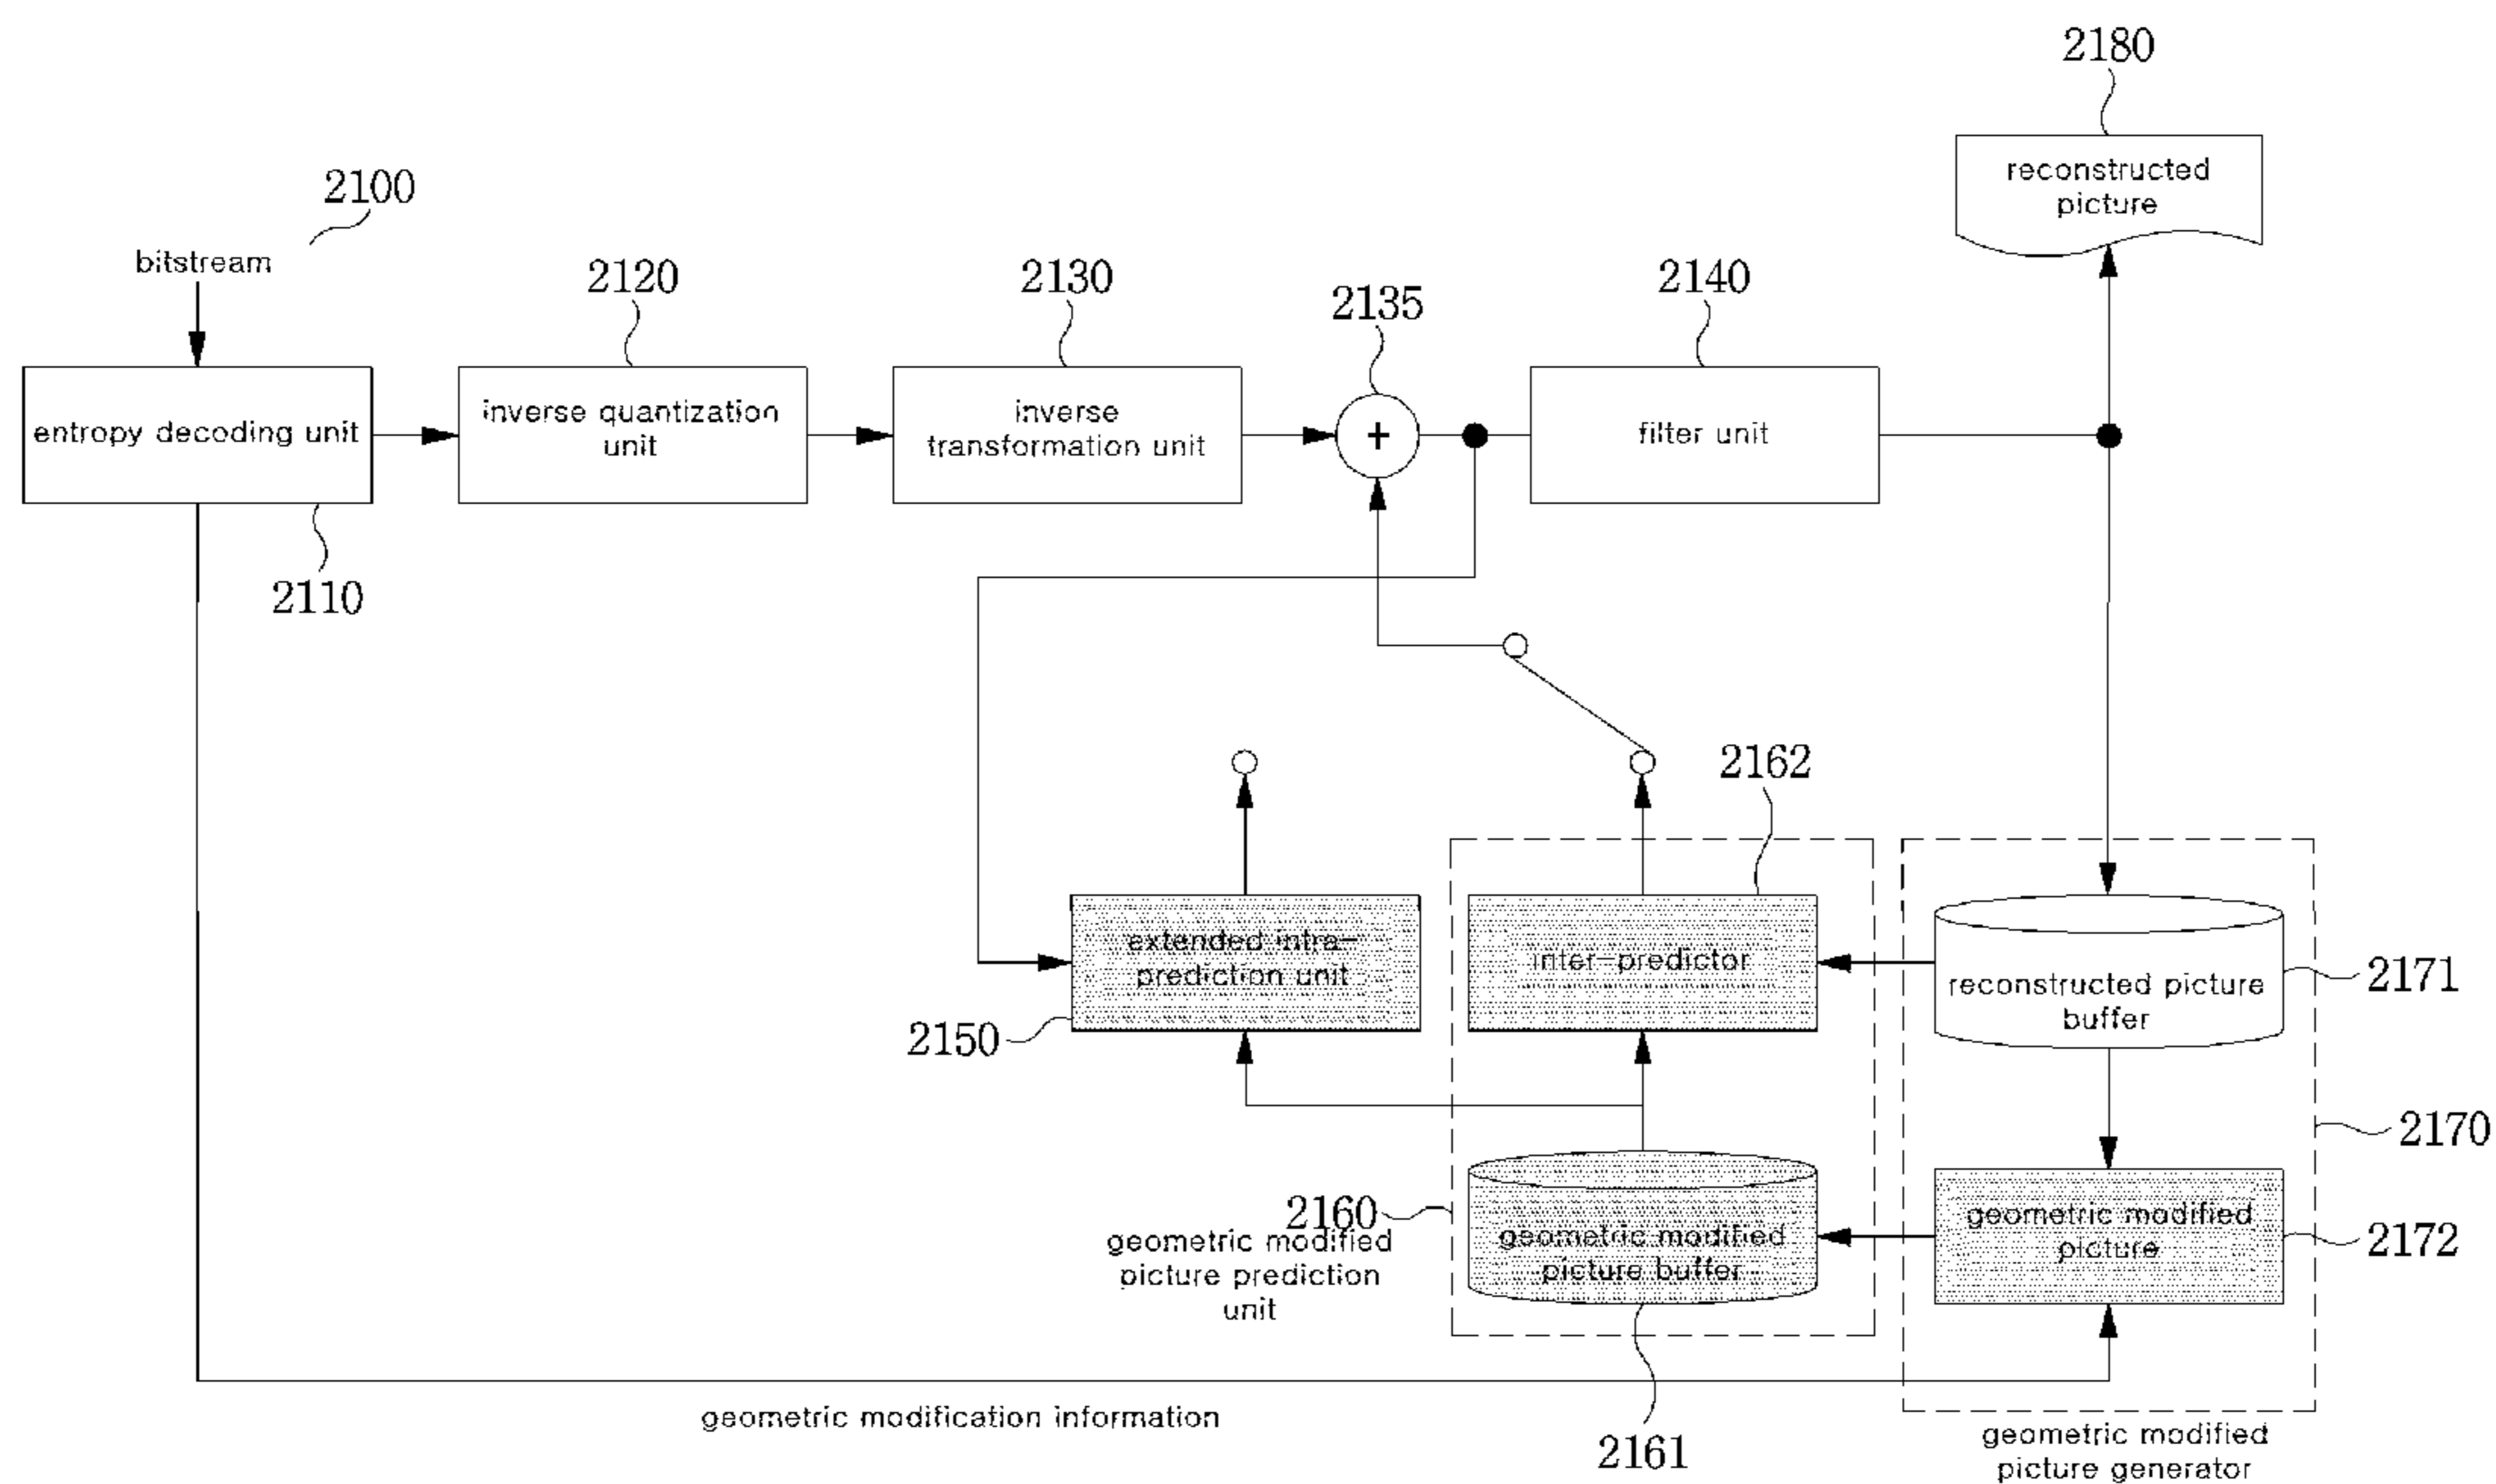 2180
reconstructed
picture
2100
bitstream
2120
2130
2135
2140
entropy decoding unit
inverse quantization
unit
inverse
transformation unit
+
filter unit
2110
2162
extended intra-
prediction unit
inter-predictor
reconstructed picture
buffer
2171
2150
2170
2160
geometric modified
picture prediction
unit
geometric modified
picture buffer
geometric modified
picture
2172
geometric modification information
2161
geometric modified
picture generator